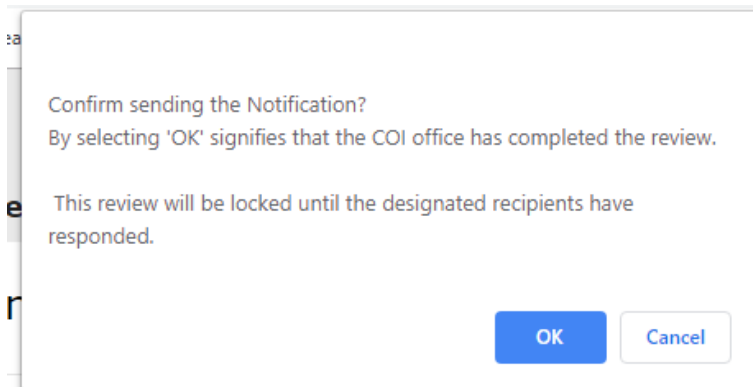 Confirm sending the Notification?
By selecting 'OK' signifies that the COI office has completed the review.
This review will be locked until the designated recipients have
responded.
OK
Cancel